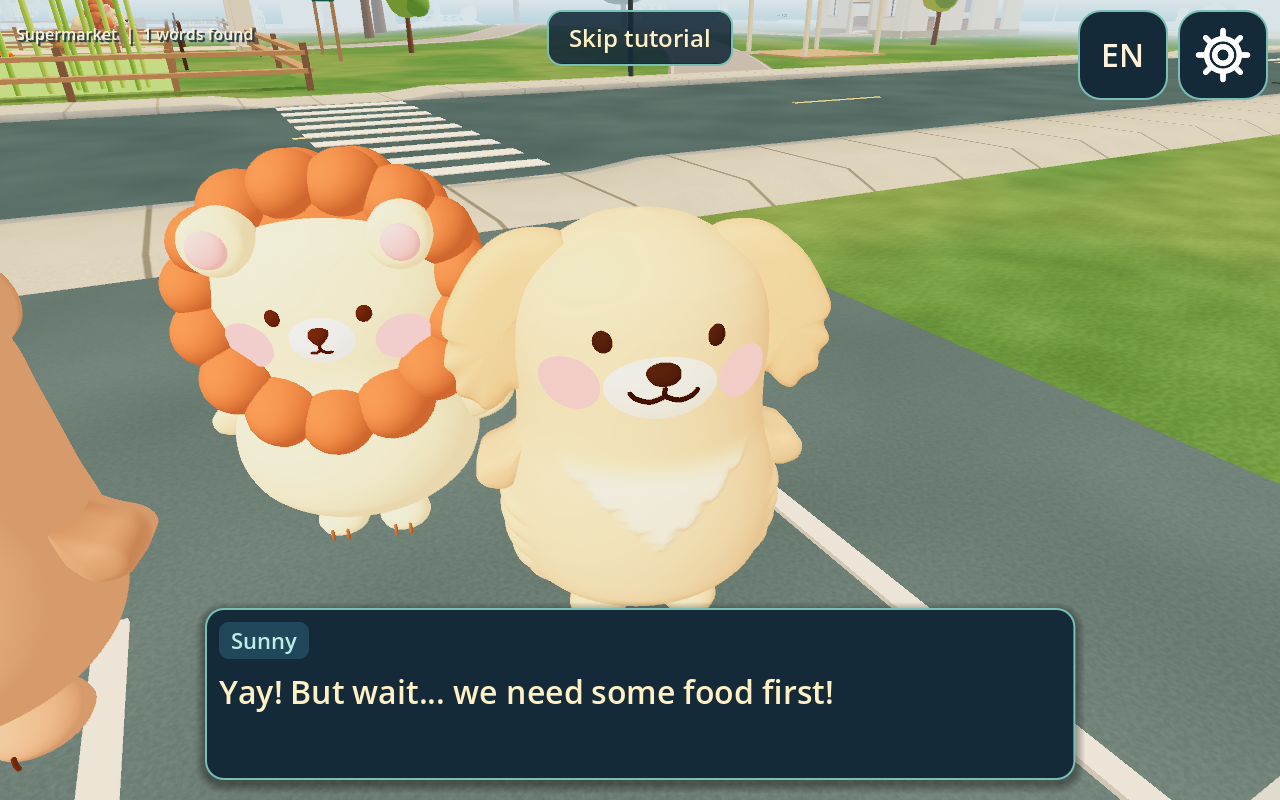 Supermarket | 1 words found
Skip tutorial
EN
Sunny
Yay! But wait... we need some food first!